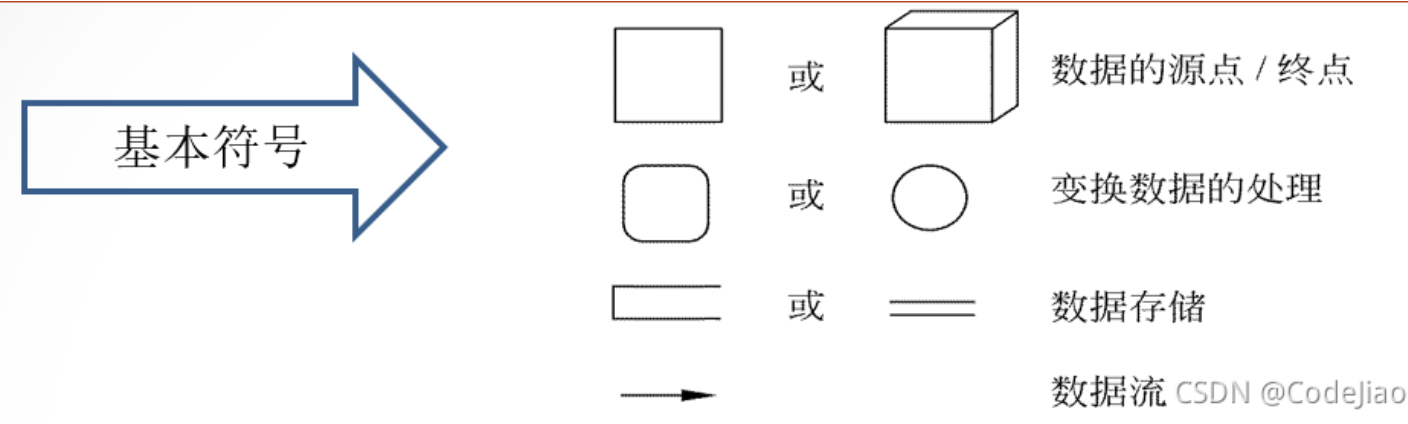 基本符号
或 数据的源点 / 终点
或 变换数据的处理
或 数据存储
数据流 CSDN @CodeJiao